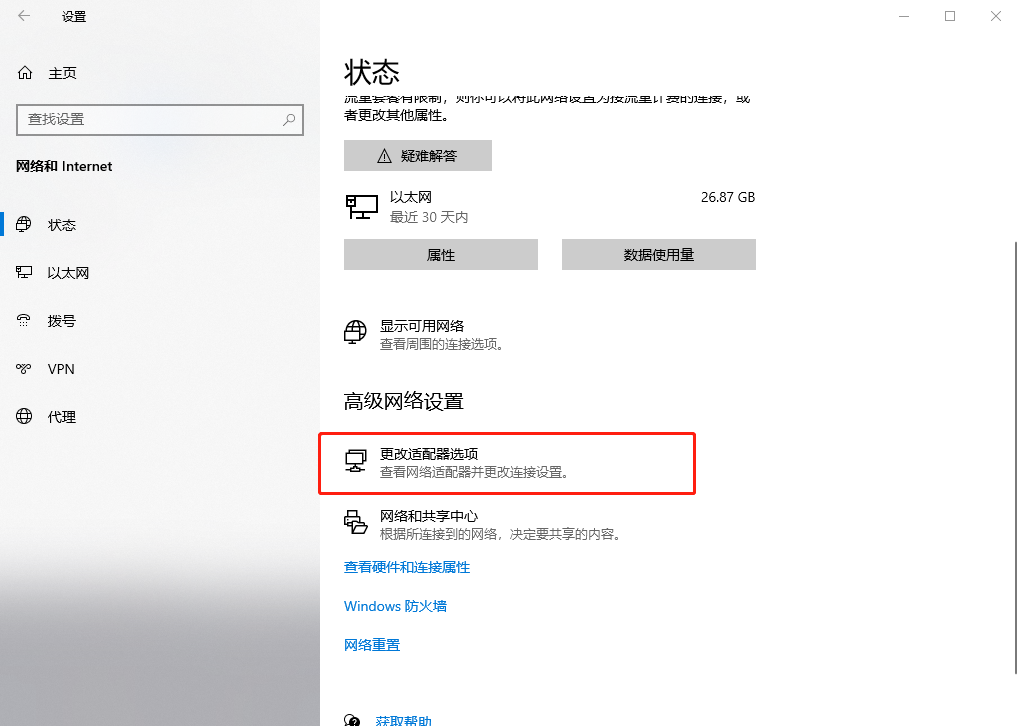 设置
主页
查找设置
网络和 Internet
状态
以太网
拨号
VPN
代理
状态
流量套餐有限制，则你可以将此网络设置为按流量计费的连接，或
者更改其他属性。
疑难解答
以太网
26.87 GB
最近 30 天内
属性
数据使用量
显示可用网络
查看周围的连接选项。
高级网络设置
更改适配器选项
查看网络适配器并更改连接设置。
网络和共享中心
根据所连接到的网络，决定要共享的内容。
查看硬件和连接属性
Windows 防火墙
网络重置
获取帮助